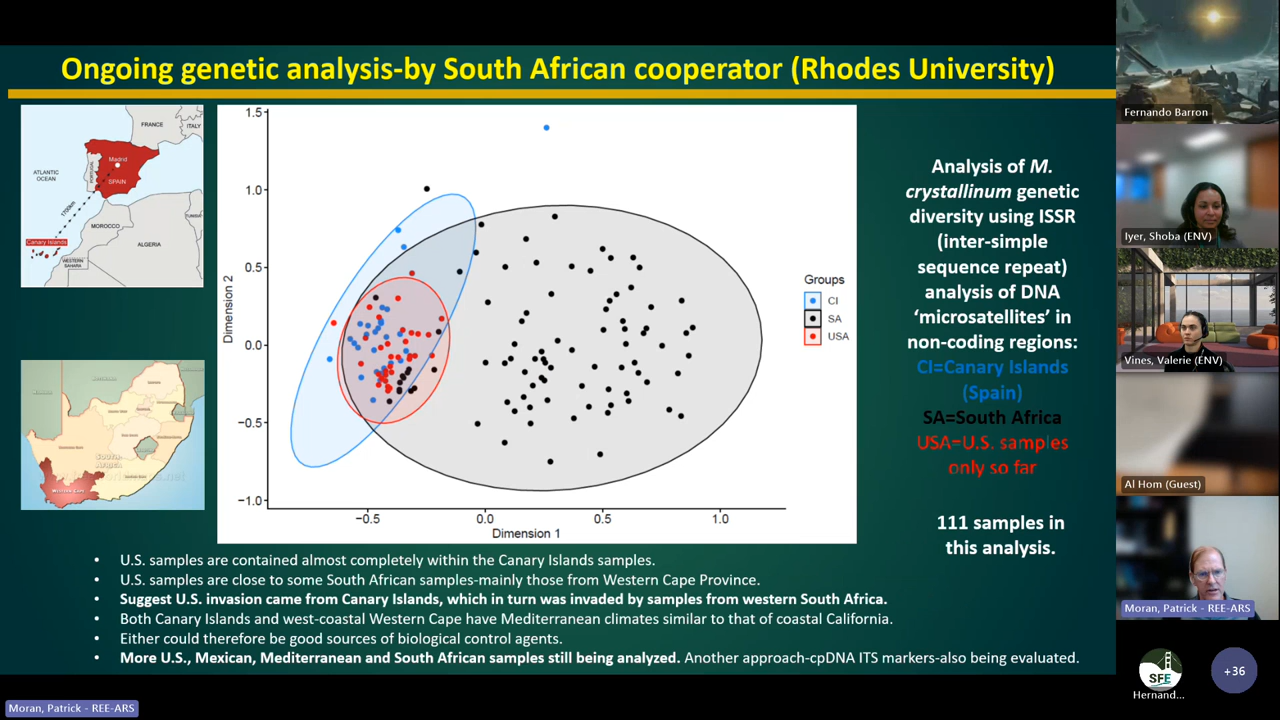 Ongoing genetic analysis-by South African cooperator (Rhodes University)
FRANCE
ITALY
ATLANTIC
OCEAN
PORTUGAL
Madrid
SPAIN
1700km
Canary Islands
MOROCCO
TUNISIA
ALGERIA
WESTERN
SAHARA
South
Africa
Western Cape
1.5
1.0
0.5
0.0
−0.5
−1.0
Dimension 2
−0.5
0.0
0.5
1.0
Dimension 1
Groups
CI
SA
USA
Analysis of M.
crystallinum genetic
diversity using ISSR
(inter-simple
sequence repeat)
analysis of DNA
‘microsatellites’ in
non-coding regions:
CI=Canary Islands
(Spain)
SA=South Africa
USA=U.S. samples
only so far
111 samples in
this analysis.
• U.S. samples are contained almost completely within the Canary Islands samples.
• U.S. samples are close to some South African samples-mainly those from Western Cape Province.
• Suggest U.S. invasion came from Canary Islands, which in turn was invaded by samples from western South Africa.
• Both Canary Islands and west-coastal Western Cape have Mediterranean climates similar to that of coastal California.
• Either could therefore be good sources of biological control agents.
• More U.S., Mexican, Mediterranean and South African samples still being analyzed. Another approach-cpDNA ITS markers-also being evaluated.
Moran, Patrick - REE-ARS
Fernando Barron
Iyer, Shoba (ENV)
Vines, Valerie (ENV)
Al Hom (Guest)
Moran, Patrick - REE-ARS
SFE
Hernand...
+36